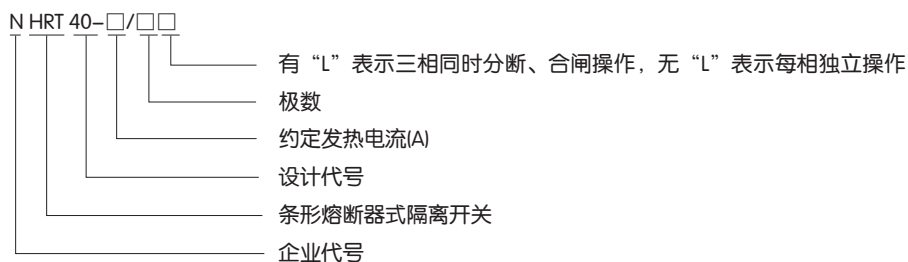 N HRT 40–□/□□
有“L”表示三相同时分断、合闸操作，无“L”表示每相独立操作
极数
约定发热电流(A)
设计代号
条形熔断器式隔离开关
企业代号